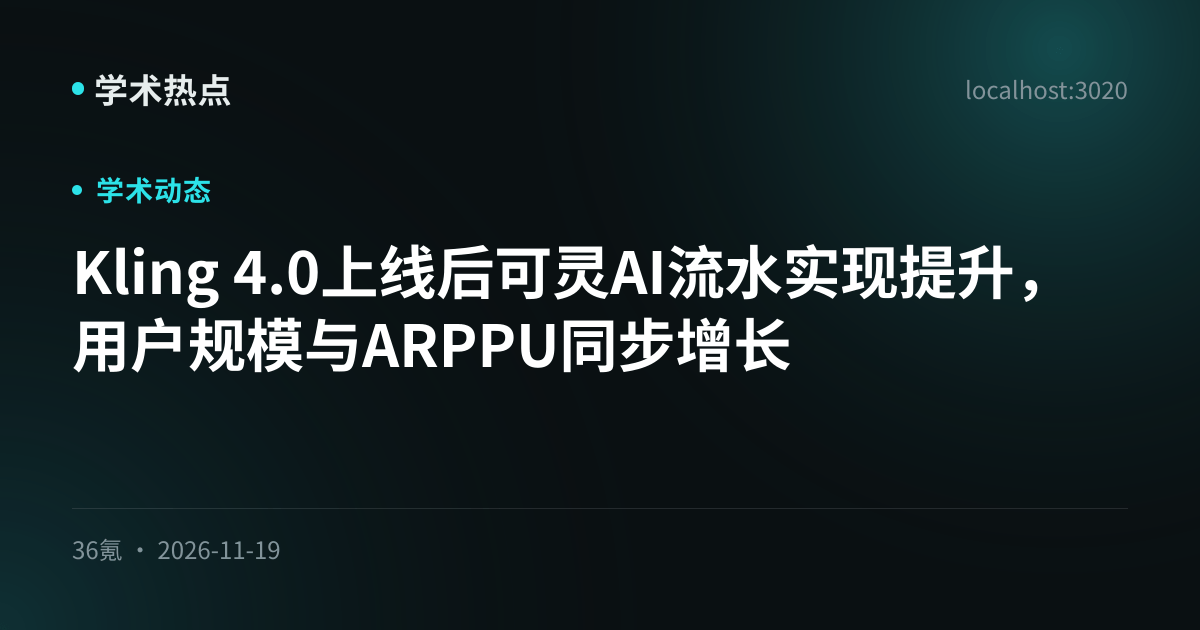 学术热点
localhost:3020
学术动态
Kling 4.0上线后可灵AI流水实现提升，
用户规模与ARPPU同步增长
36氪 · 2026-11-19